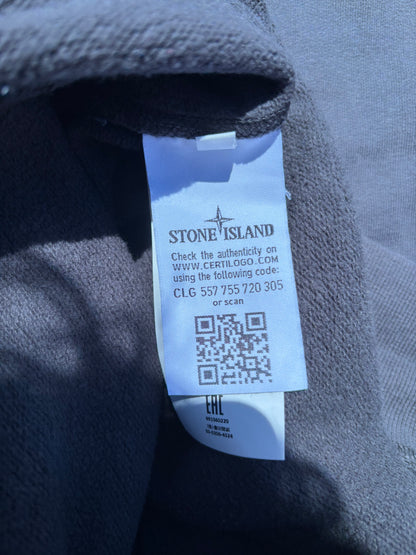 STONE ISLAND
Check the authenticity on
WWW.CERTILOGO.COM
using the following code:
CLG 557 755 720 305
or scan
EAC